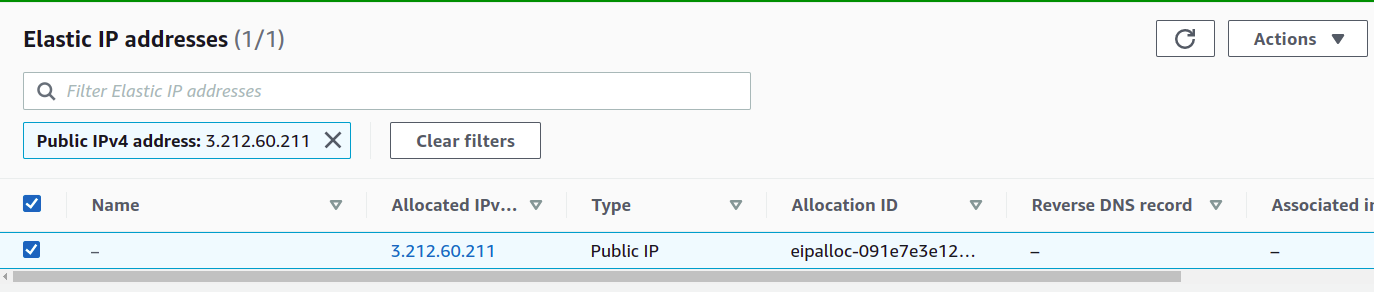 Elastic IP addresses (1/1)
Actions
Filter Elastic IP addresses
Public IPv4 address: 3.212.60.211
Clear filters
Name Allocated IPv... Type Allocation ID Reverse DNS record Associated in
– 3.212.60.211 Public IP eipalloc-091e7e3e12... – –